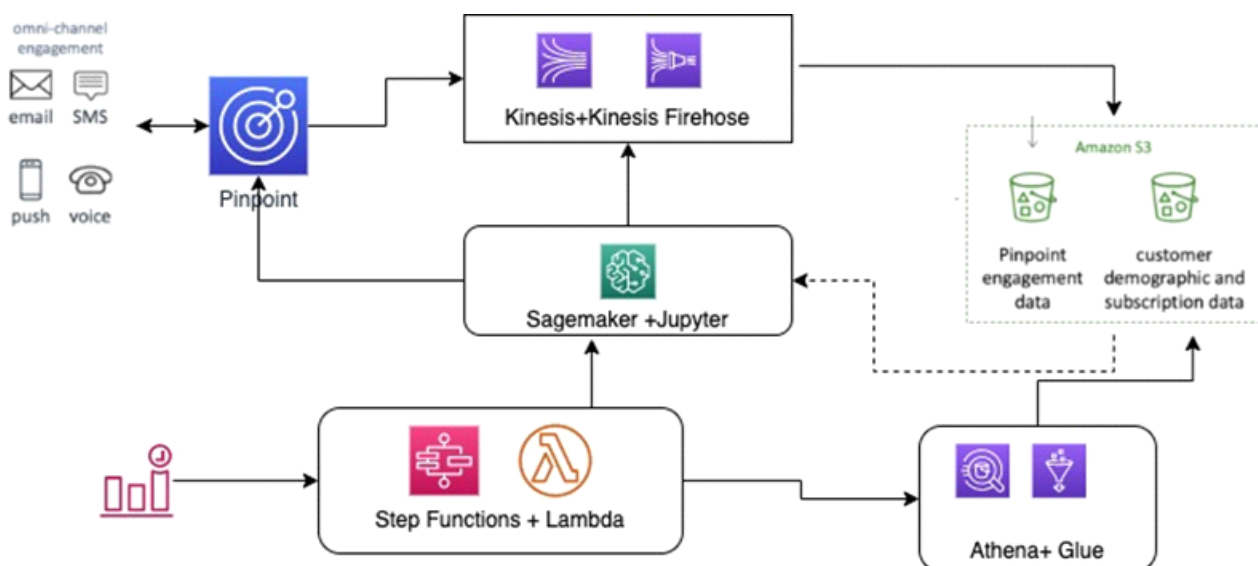 omni-channel
engagement
email SMS
push voice
Pinpoint
Kinesis+Kinesis Firehose
Amazon S3
Pinpoint
engagement
data
customer
demographic and
subscription data
Sagemaker +Jupyter
Step Functions + Lambda
Athena+ Glue